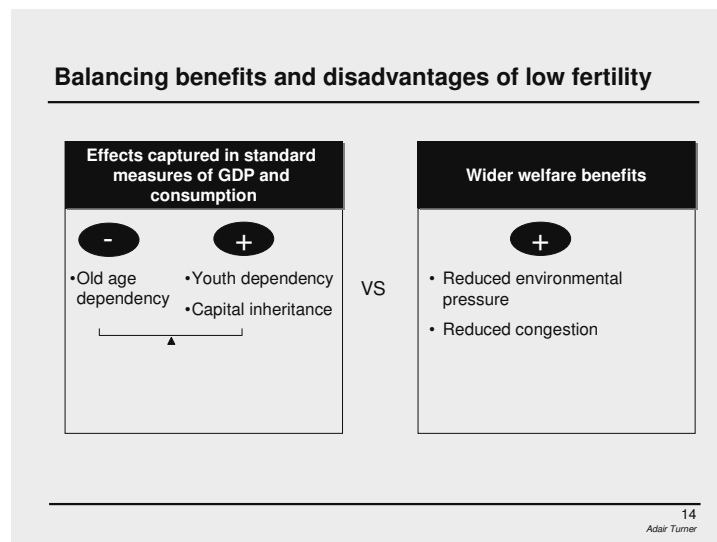 Balancing benefits and disadvantages of low fertility
Effects captured in standard
measures of GDP and
consumption
-
+
•Old age
dependency
•Youth dependency
•Capital inheritance
VS
Wider welfare benefits
+
• Reduced environmental
pressure
• Reduced congestion
14
Adair Turner